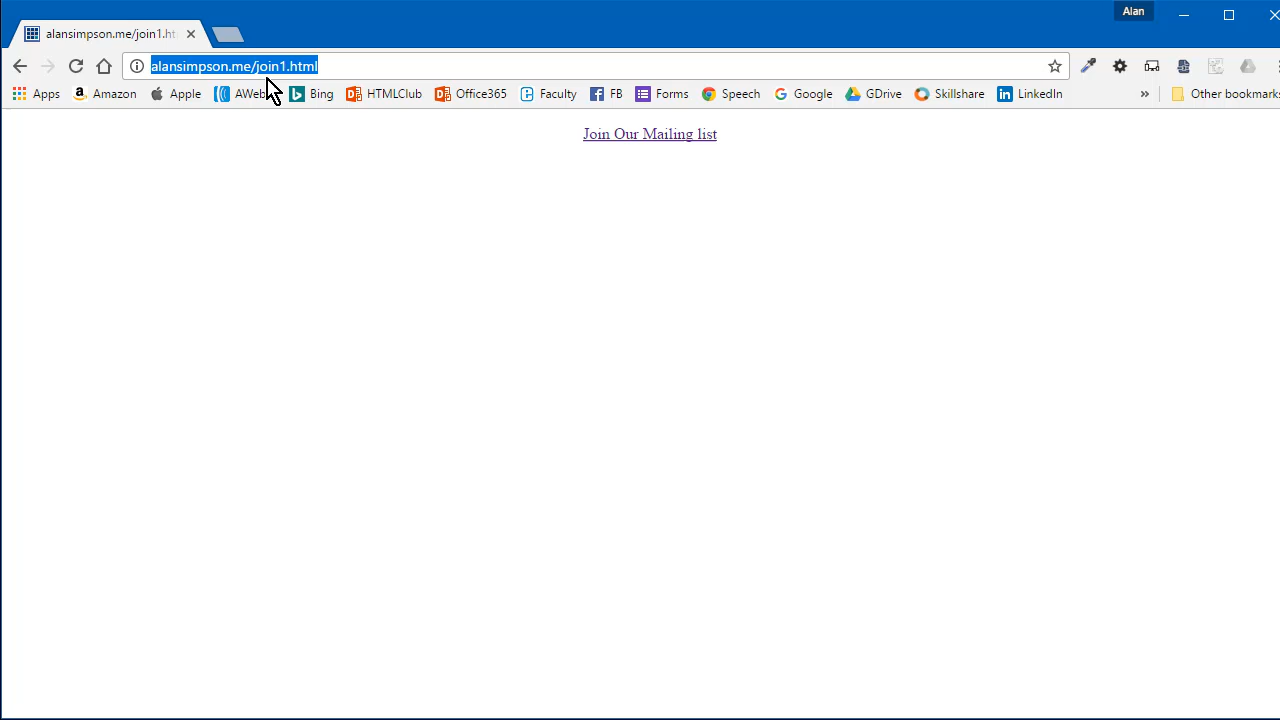 Alan
alansimpson.me/join1.ht
alansimpson.me/join1.html
Apps Amazon Apple AWeb Bing HTMLClub Office365 Faculty FB Forms Speech Google GDrive Skillshare LinkedIn » Other bookmarks
Join Our Mailing list